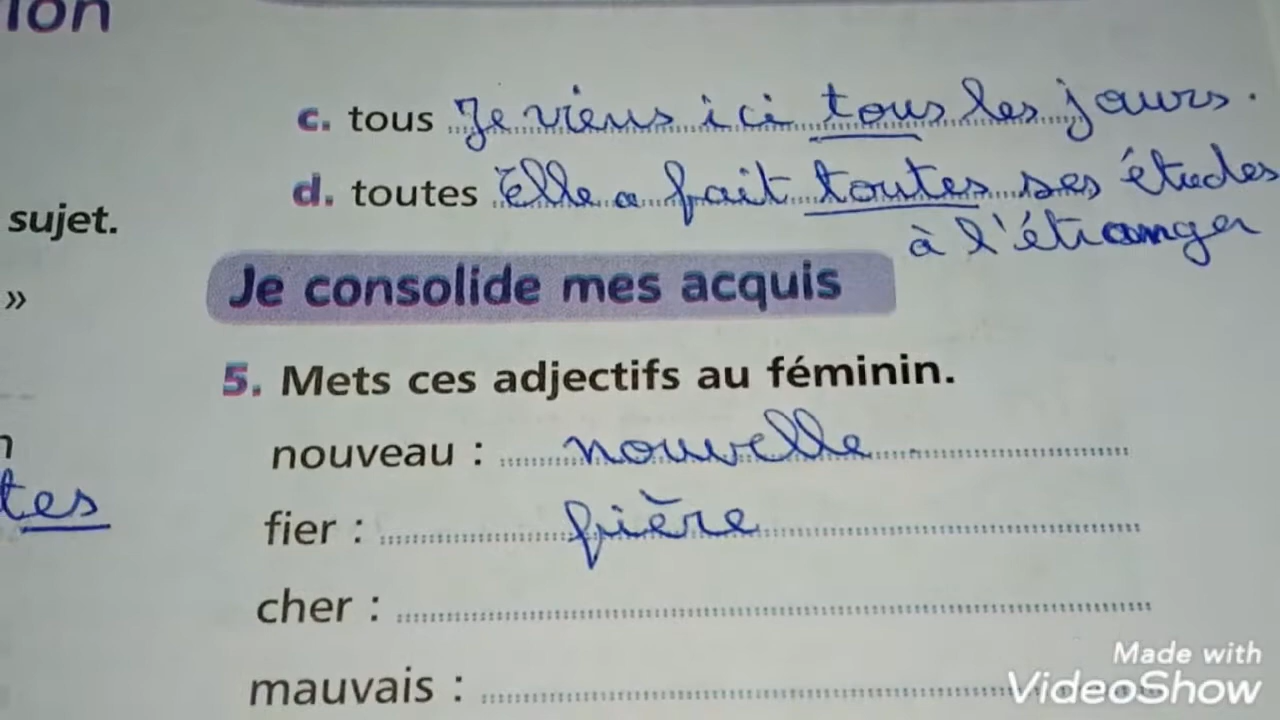 ion
c. tous Je viens ici tous les jours.
d. toutes Elle a fait toutes ses études
à l'étranger
sujet.
»
Je consolide mes acquis
5. Mets ces adjectifs au féminin.
nouveau : nouvelle
tes
fier : fière
cher :
mauvais :
Made with
VideoShow